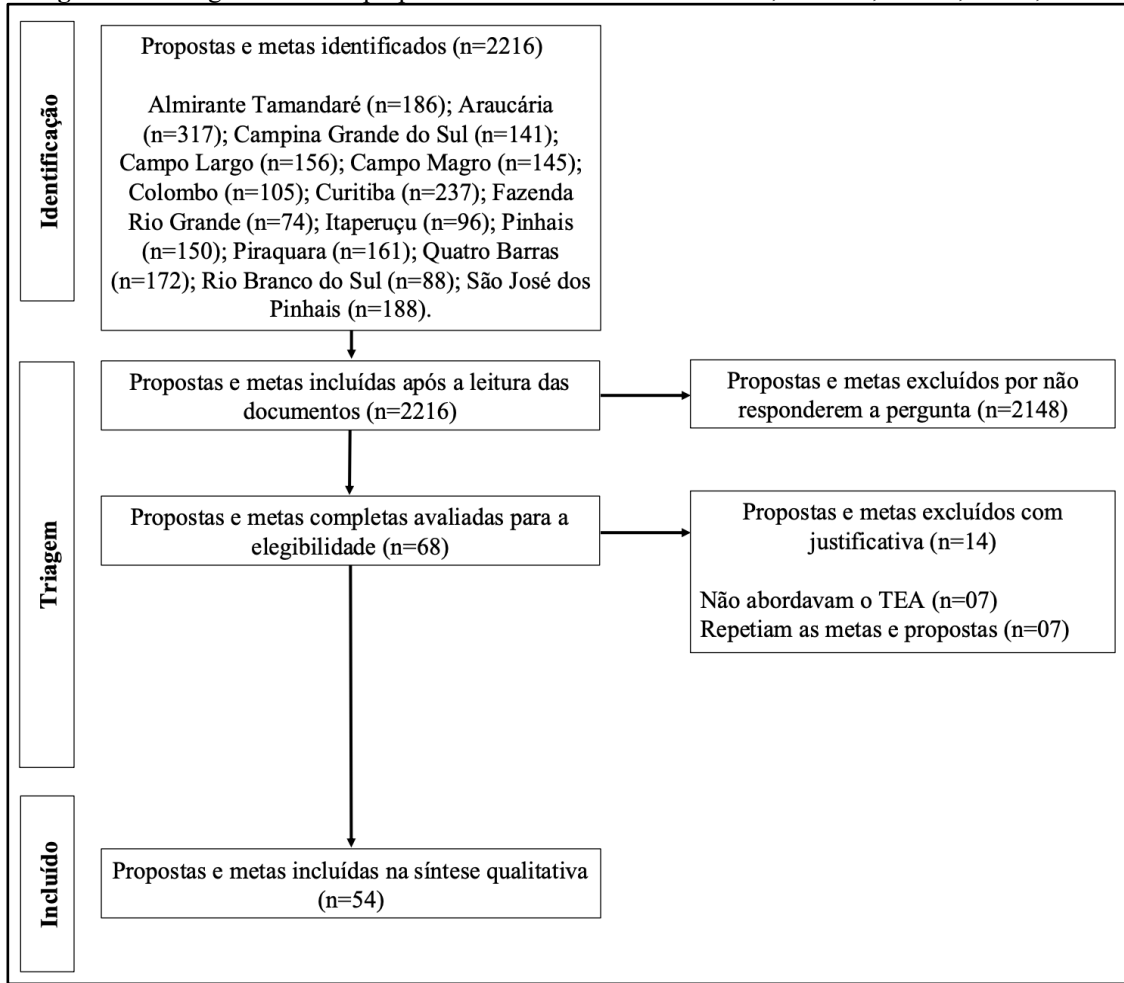 Identificação
Propostas e metas identificados (n=2216)
Almirante Tamandaré (n=186); Araucária
(n=317); Campina Grande do Sul (n=141);
Campo Largo (n=156); Campo Magro (n=145);
Colombo (n=105); Curitiba (n=237); Fazenda
Rio Grande (n=74); Itaperuçu (n=96); Pinhais
(n=150); Piraquara (n=161); Quatro Barras
(n=172); Rio Branco do Sul (n=88); São José dos
Pinhais (n=188).
Triagem
Propostas e metas incluídas após a leitura das
documentos (n=2216)
Propostas e metas excluídos por não
responderem a pergunta (n=2148)
Propostas e metas completas avaliadas para a
elegibilidade (n=68)
Propostas e metas excluídos com
justificativa (n=14)
Não abordavam o TEA (n=07)
Repetiam as metas e propostas (n=07)
Incluído
Propostas e metas incluídas na síntese qualitativa
(n=54)